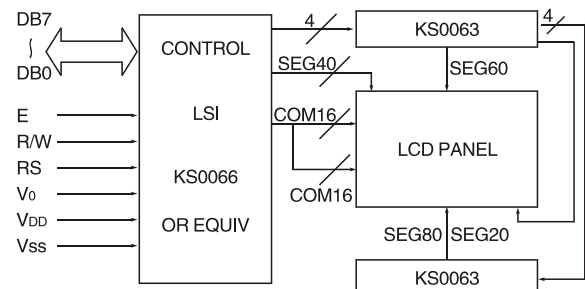 DB7
DB0
E
R/W
RS
V0
VDD
VSS
CONTROL
LSI
KS0066
OR EQUIV
4
SEG40
COM16
COM16
KS0063
4
SEG60
LCD PANEL
SEG80 SEG20
KS0063